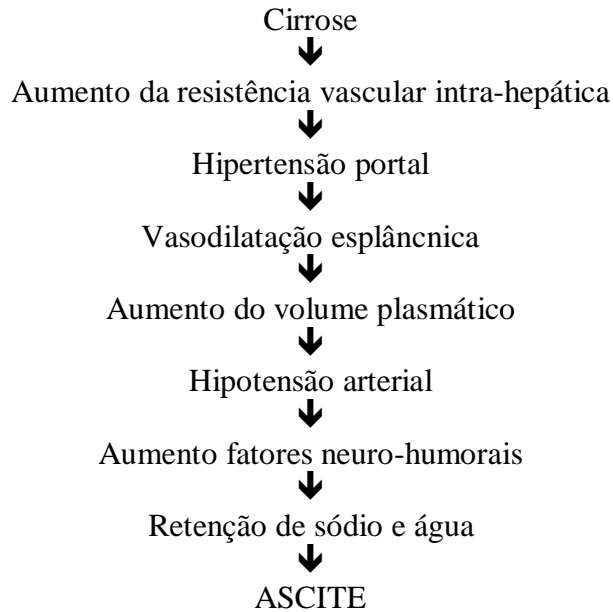 Cirrose
Aumento da resistência vascular intra-hepática
Hipertensão portal
Vasodilatação esplâncnica
Aumento do volume plasmático
Hipotensão arterial
Aumento fatores neuro-humorais
Retenção de sódio e água
ASCITE